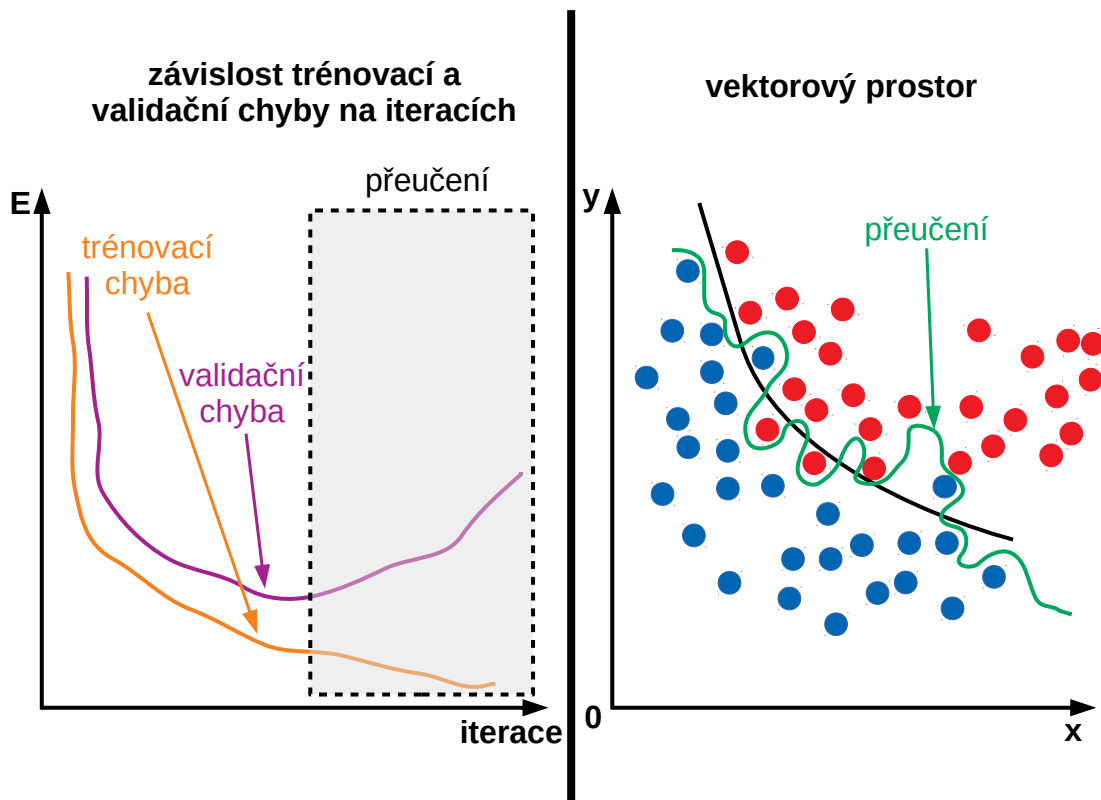 závislost trénovací a
validační chyby na iteracích
přeučení
E
trénovací
chyba
validační
chyba
iterace
vektorový prostor
y
přeučení
0
x